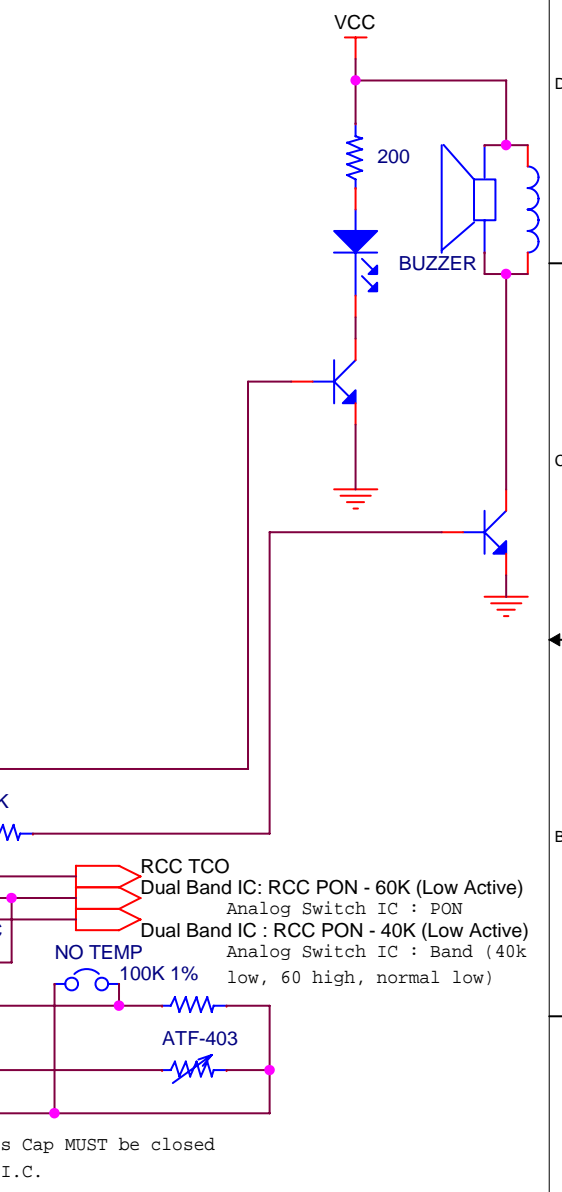 VCC
D
200
BUZZER
C
K
B
RCC TCO
Dual Band IC: RCC PON - 60K (Low Active)
Analog Switch IC : PON
Dual Band IC : RCC PON - 40K (Low Active)
NO TEMP
Analog Switch IC : Band (40k
100K 1%
low, 60 high, normal low)
ATF-403
s Cap MUST be closed
I.C.